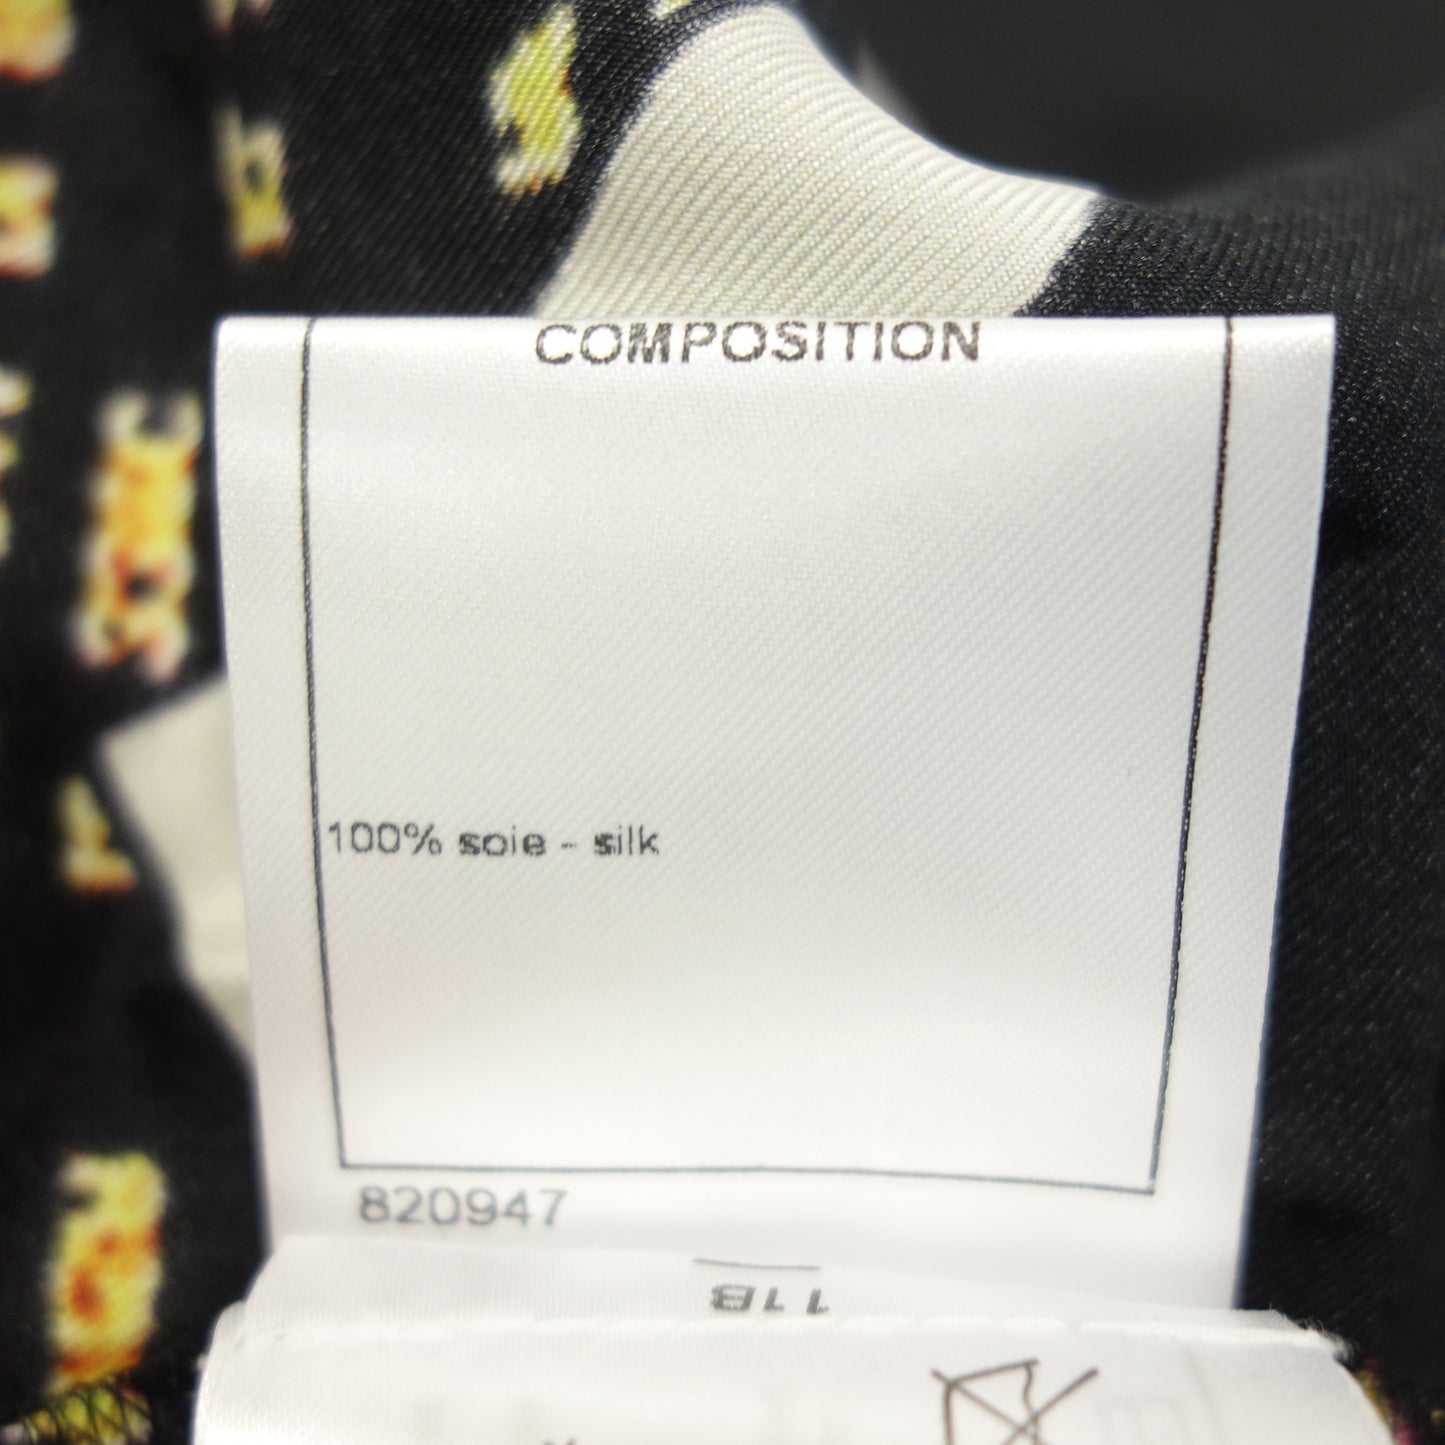 COMPOSITION
100% soie - silk
820947
11B